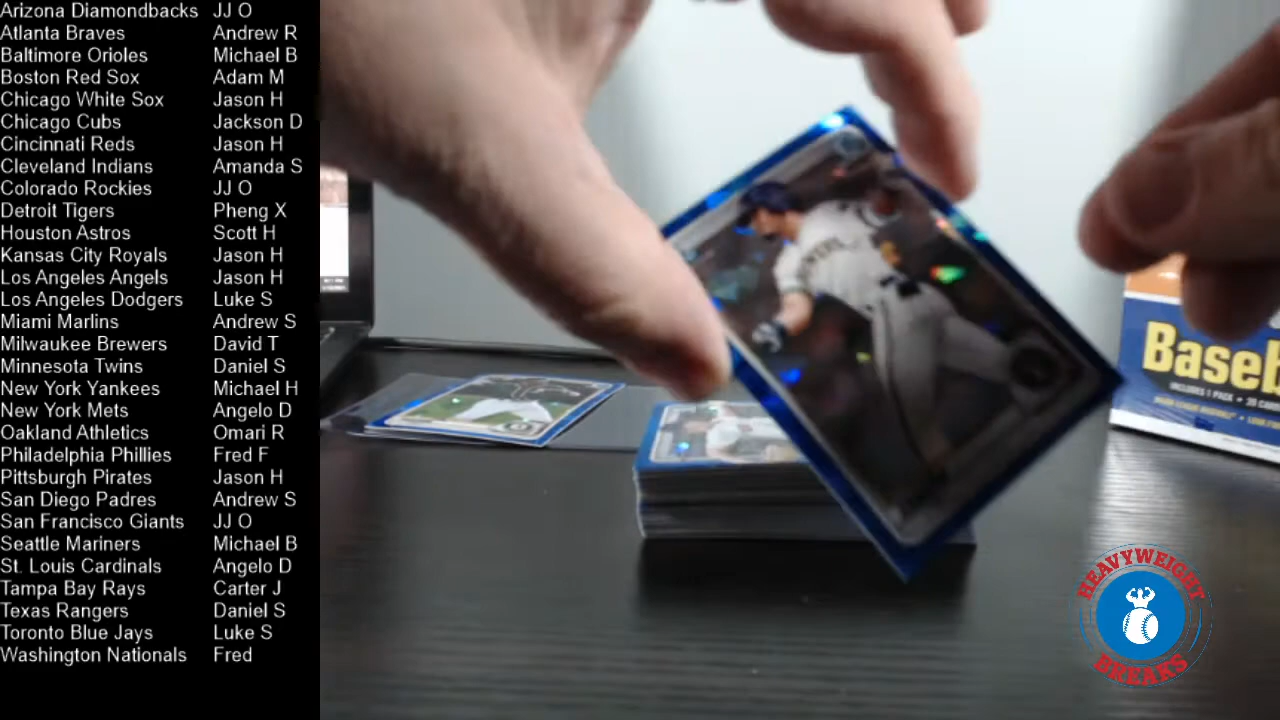 Arizona Diamondbacks JJ O
Atlanta Braves Andrew R
Baltimore Orioles Michael B
Boston Red Sox Adam M
Chicago White Sox Jason H
Chicago Cubs Jackson D
Cincinnati Reds Jason H
Cleveland Indians Amanda S
Colorado Rockies JJ O
Detroit Tigers Pheng X
Houston Astros Scott H
Kansas City Royals Jason H
Los Angeles Angels Jason H
Los Angeles Dodgers Luke S
Miami Marlins Andrew S
Milwaukee Brewers David T
Minnesota Twins Daniel S
New York Yankees Michael H
New York Mets Angelo D
Oakland Athletics Omari R
Philadelphia Phillies Fred F
Pittsburgh Pirates Jason H
San Diego Padres Andrew S
San Francisco Giants JJ O
Seattle Mariners Michael B
St. Louis Cardinals Angelo D
Tampa Bay Rays Carter J
Texas Rangers Daniel S
Toronto Blue Jays Luke S
Washington Nationals Fred
Baseb
INCLUDES 1 PACK
HEAVYWEIGHT
BREAKS